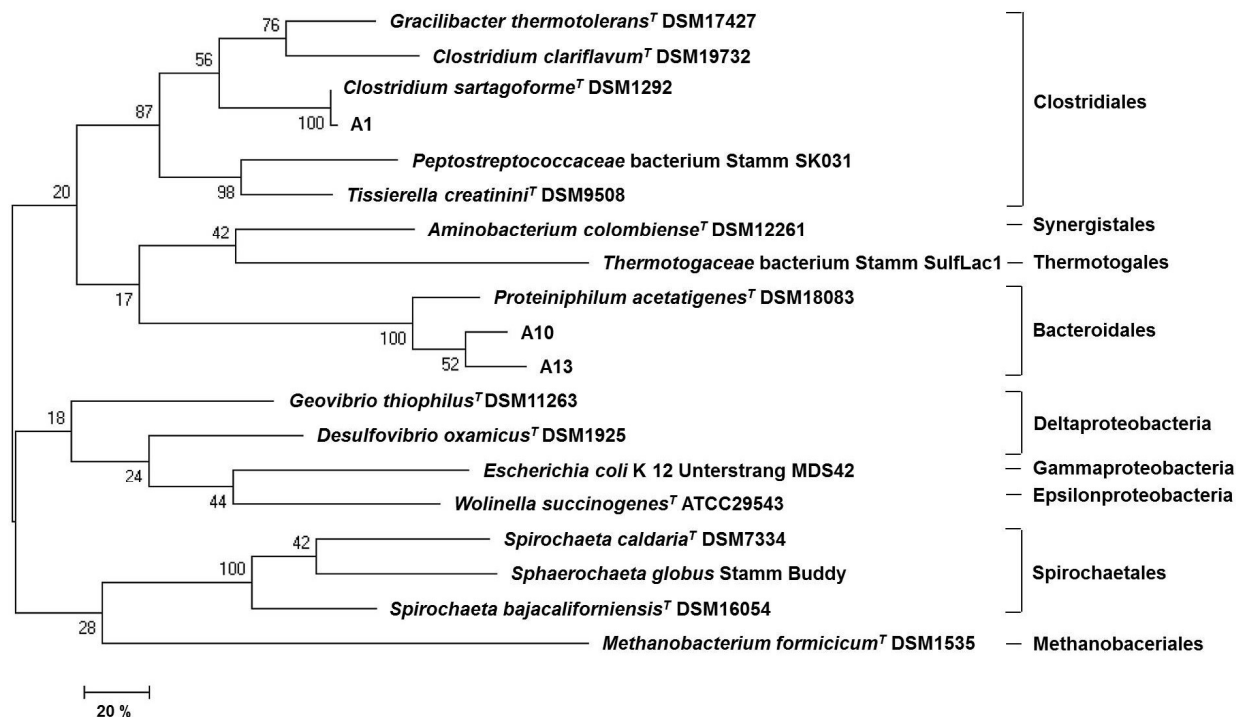 76
Gracilibacter thermotolerans^T DSM17427
56
Clostridium clariflavum^T DSM19732
Clostridium sartagoforme^T DSM1292
Clostridiales
87
100
A1
Peptostreptococcaceae bacterium Stamm SK031
20
98
Tissierella creatinini^T DSM9508
42
Aminobacterium colombiense^T DSM12261
Synergistales
Thermotogaceae bacterium Stamm SulfLac1
Thermotogales
17
Proteiniphilum acetatigenes^T DSM18083
100
A10
Bacteroidales
52
A13
18
Geovibrio thiophilus^T DSM11263
Deltaproteobacteria
Desulfovibrio oxamicus^T DSM1925
24
Escherichia coli K 12 Unterstrang MDS42
Gammaproteobacteria
44
Wolinella succinogenes^T ATCC29543
Epsilonproteobacteria
42
Spirochaeta caldaria^T DSM7334
100
Sphaerochaeta globus Stamm Buddy
Spirochaetales
Spirochaeta bajacaliforniensis^T DSM16054
28
Methanobacterium formicicum^T DSM1535
Methanobaceriales
20 %